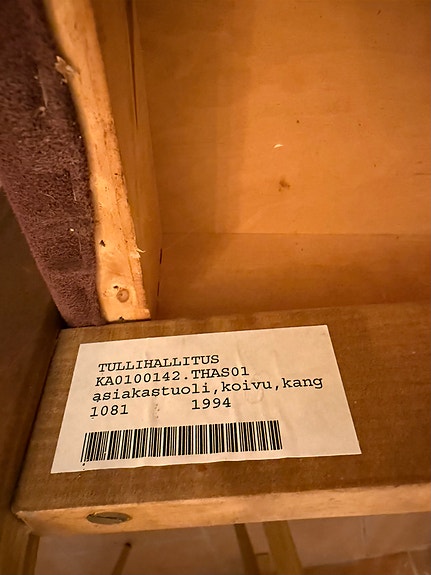 TULLIHALLITUS
KA0100142.THAS01
asiakastuoli,koivu,kang
1081 1994